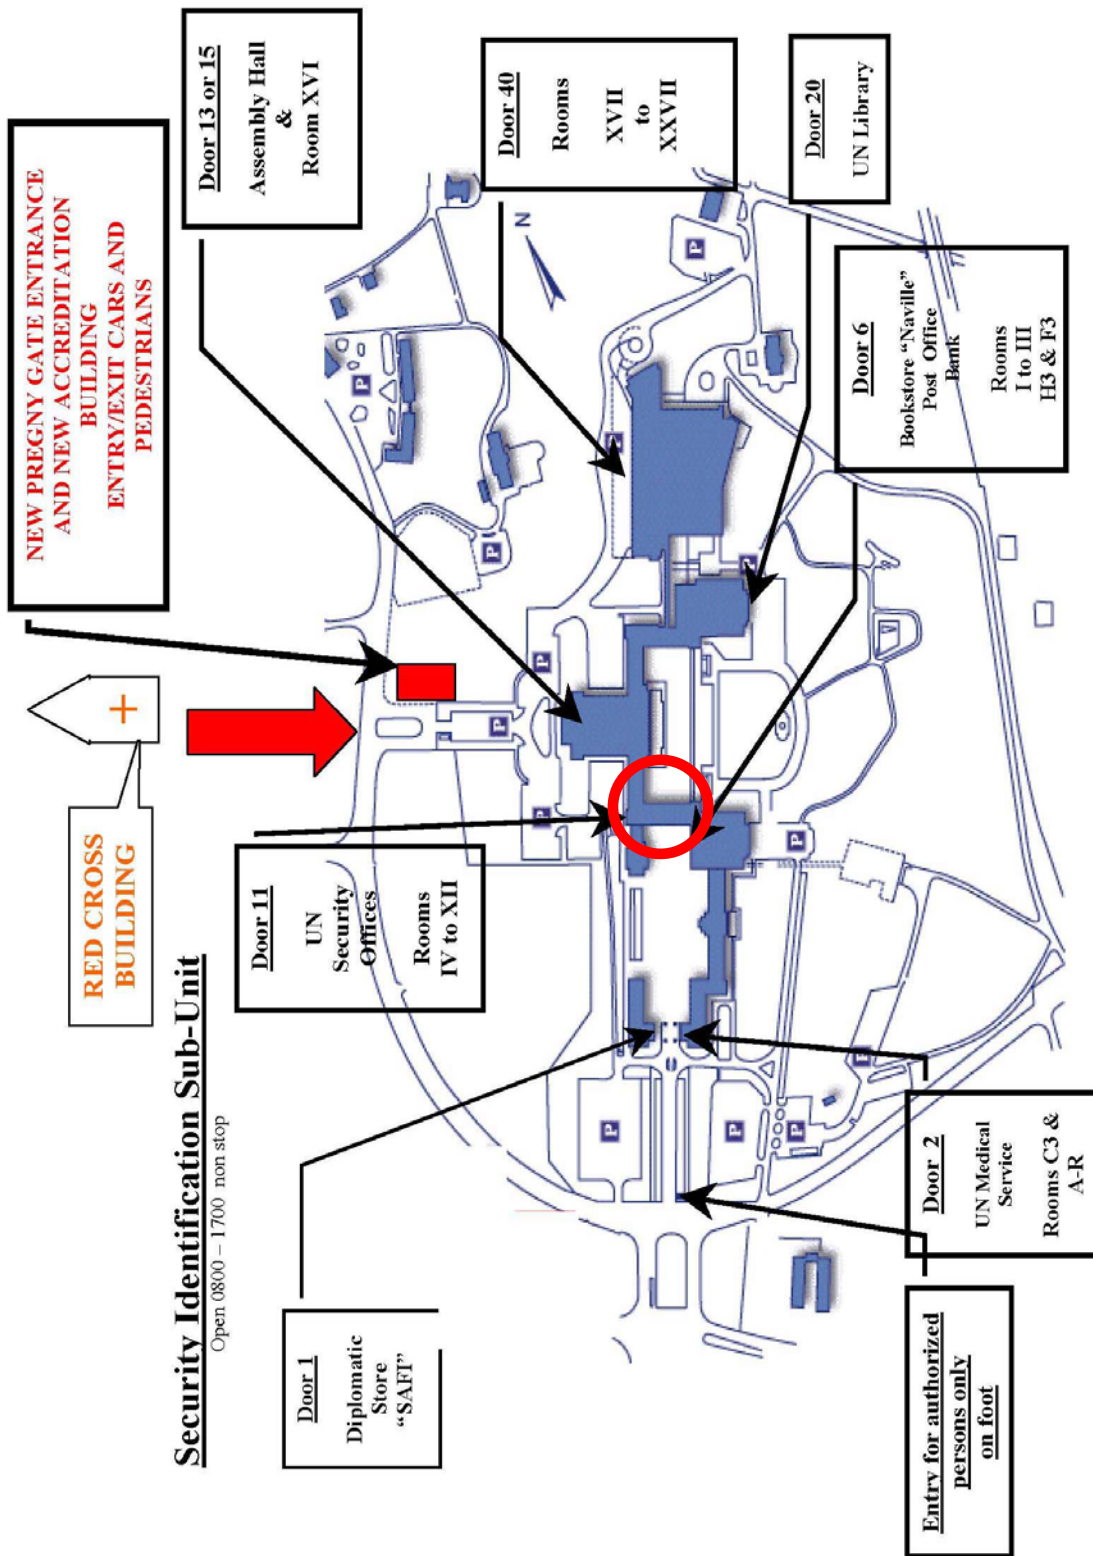 Security Identification Sub-Unit
Open 0800 – 1700 non stop
RED CROSS
BUILDING
NEW PREGNY GATE ENTRANCE
AND NEW ACCREDITATION
BUILDING
ENTRY/EXIT CARS AND
PEDESTRIANS
Door 1
Diplomatic
Store
“SAFI”
Door 11
UN
Security
Offices
Rooms
IV to XII
Door 13 or 15
Assembly Hall
&
Room XVI
Door 40
Rooms
XVII
to
XXVII
Door 20
UN Library
Door 6
Bookstore “Naville”
Post Office
Bank
Rooms
I to III
H3 & F3
Door 2
UN Medical
Service
Rooms C3 &
A-R
Entry for authorized
persons only
on foot
N
P
P
P
P
P
P
P
P
P
P
P
P
P
P